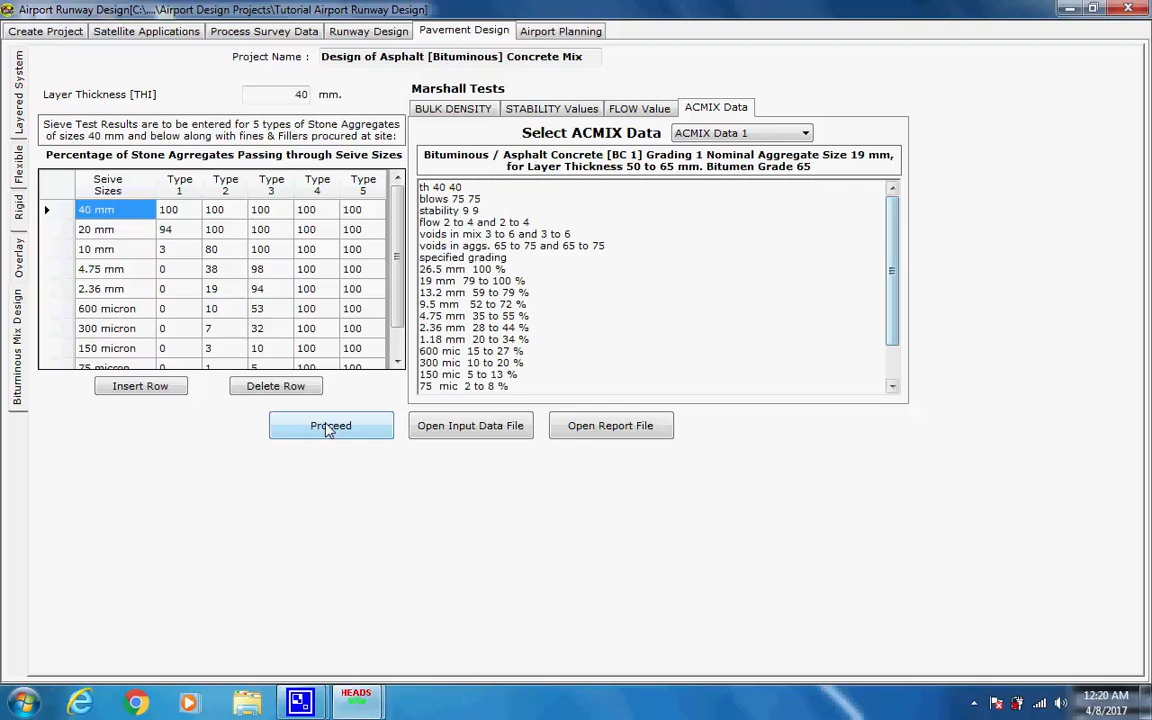 Airport Runway Design[C:\....\Airport Design Projects\Tutorial Airport Runway Design]
Create Project
Satellite Applications
Process Survey Data
Runway Design
Pavement Design
Airport Planning
Layered System
Flexible
Rigid
Overlay
Bituminous Mix Design
Project Name :
Design of Asphalt [Bituminous] Concrete Mix
Layer Thickness [THI]
40
mm.
Sieve Test Results are to be entered for 5 types of Stone Aggregates
of sizes 40 mm and below along with fines & Fillers procured at site:
Percentage of Stone Agrregates Passing through Seive Sizes
Seive Sizes Type 1 Type 2 Type 3 Type 4 Type 5
40 mm 100 100 100 100 100
20 mm 94 100 100 100 100
10 mm 3 80 100 100 100
4.75 mm 0 38 98 100 100
2.36 mm 0 19 94 100 100
600 micron 0 10 53 100 100
300 micron 0 7 32 100 100
150 micron 0 3 10 100 100
75 micron 0 1 5 100 100
Insert Row
Delete Row
Marshall Tests
BULK DENSITY
STABILITY Values
FLOW Value
ACMIX Data
Select ACMIX Data
ACMIX Data 1
Bituminous / Asphalt Concrete [BC 1] Grading 1 Nominal Aggregate Size 19 mm,
for Layer Thickness 50 to 65 mm. Bitumen Grade 65
th 40 40
blows 75 75
stability 9 9
flow 2 to 4 and 2 to 4
voids in mix 3 to 6 and 3 to 6
voids in aggs. 65 to 75 and 65 to 75
specified grading
26.5 mm 100 %
19 mm 79 to 100 %
13.2 mm 59 to 79 %
9.5 mm 52 to 72 %
4.75 mm 35 to 55 %
2.36 mm 28 to 44 %
1.18 mm 20 to 34 %
600 mic 15 to 27 %
300 mic 10 to 20 %
150 mic 5 to 13 %
75 mic 2 to 8 %
Proceed
Open Input Data File
Open Report File
HEADS
12:20 AM
4/8/2017